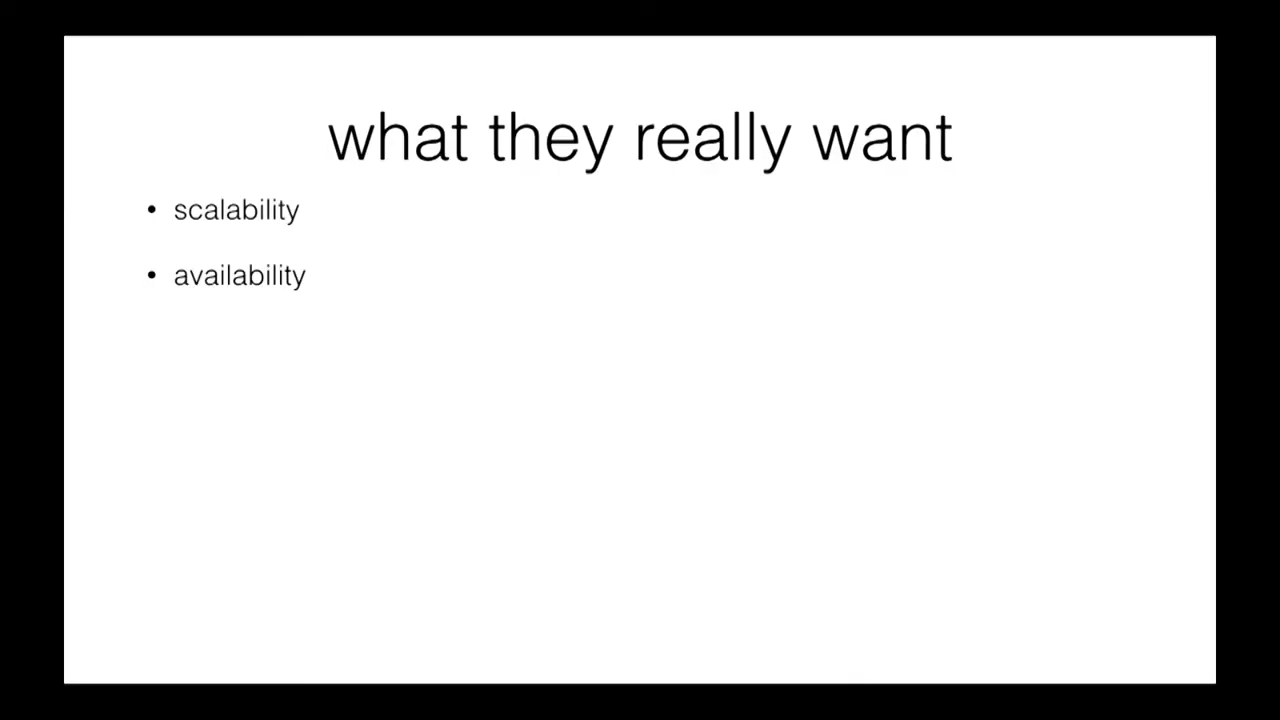 what they really want
• scalability
• availability